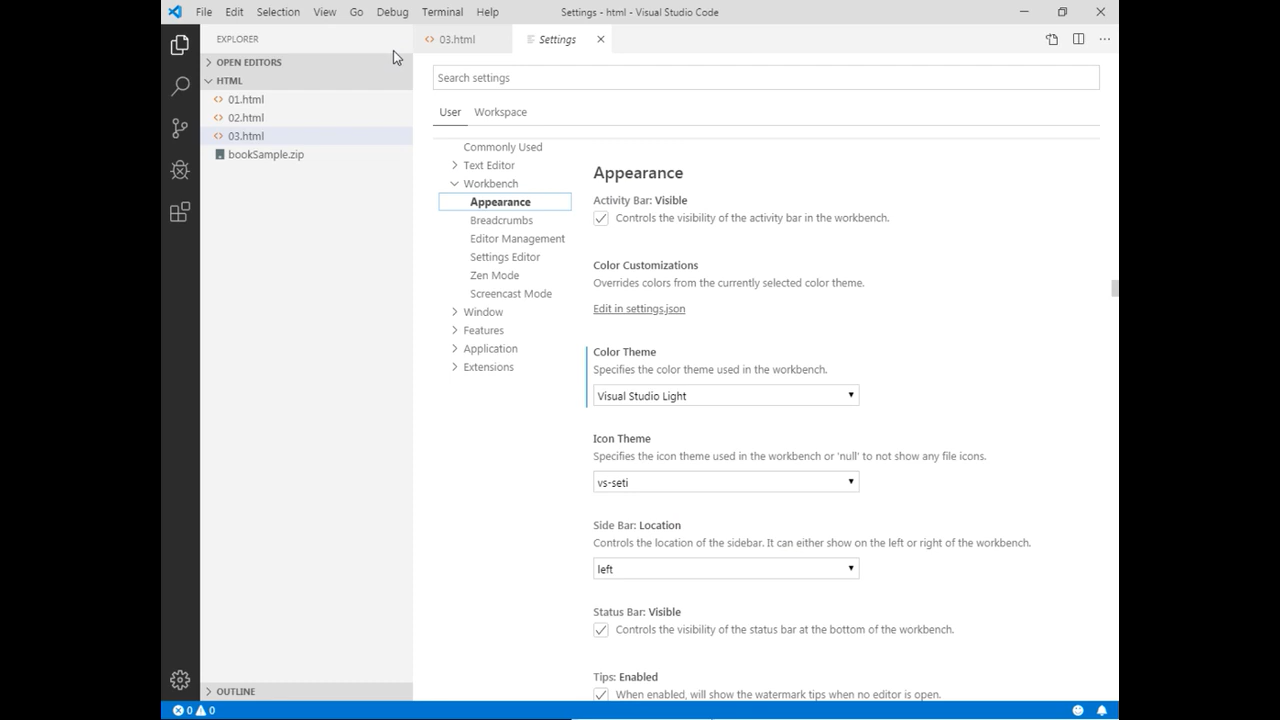 File Edit Selection View Go Debug Terminal Help Settings - html - Visual Studio Code
EXPLORER
03.html
Settings
OPEN EDITORS
HTML
01.html
02.html
03.html
bookSample.zip
OUTLINE
Search settings
User Workspace
Commonly Used
Text Editor
Workbench
Appearance
Breadcrumbs
Editor Management
Settings Editor
Zen Mode
Screencast Mode
Window
Features
Application
Extensions
Appearance
Activity Bar: Visible
Controls the visibility of the activity bar in the workbench.
Color Customizations
Overrides colors from the currently selected color theme.
Edit in settings.json
Color Theme
Specifies the color theme used in the workbench.
Visual Studio Light
Icon Theme
Specifies the icon theme used in the workbench or 'null' to not show any file icons.
vs-seti
Side Bar: Location
Controls the location of the sidebar. It can either show on the left or right of the workbench.
left
Status Bar: Visible
Controls the visibility of the status bar at the bottom of the workbench.
Tips: Enabled
When enabled, will show the watermark tips when no editor is open.
0 0